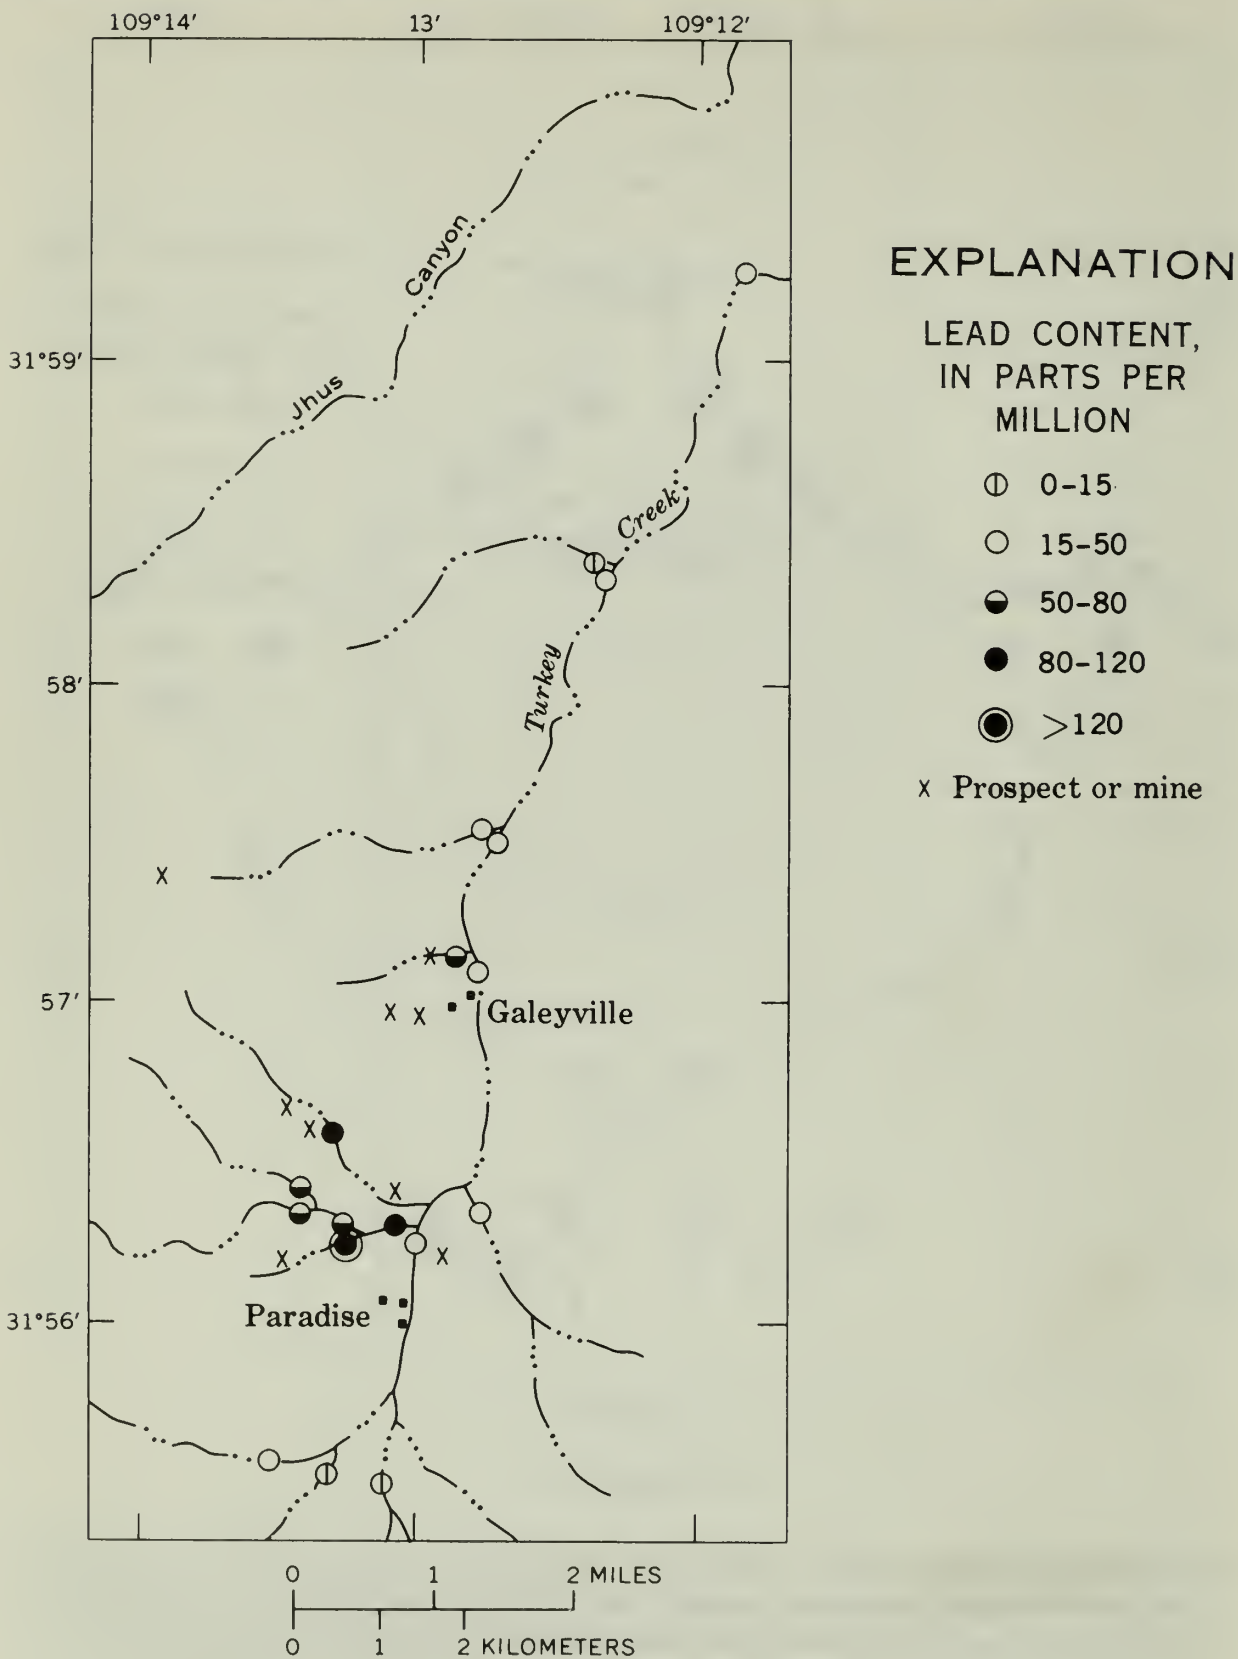 109°14′ 13′ 109°12′
Jhus Canyon
31°59′
Turkey Creek
58′
57′
Galeyville
31°56′
Paradise
0 1 2 MILES
0 1 2 KILOMETERS
EXPLANATION
LEAD CONTENT,
IN PARTS PER
MILLION
0-15
15-50
50-80
80-120
>120
x Prospect or mine